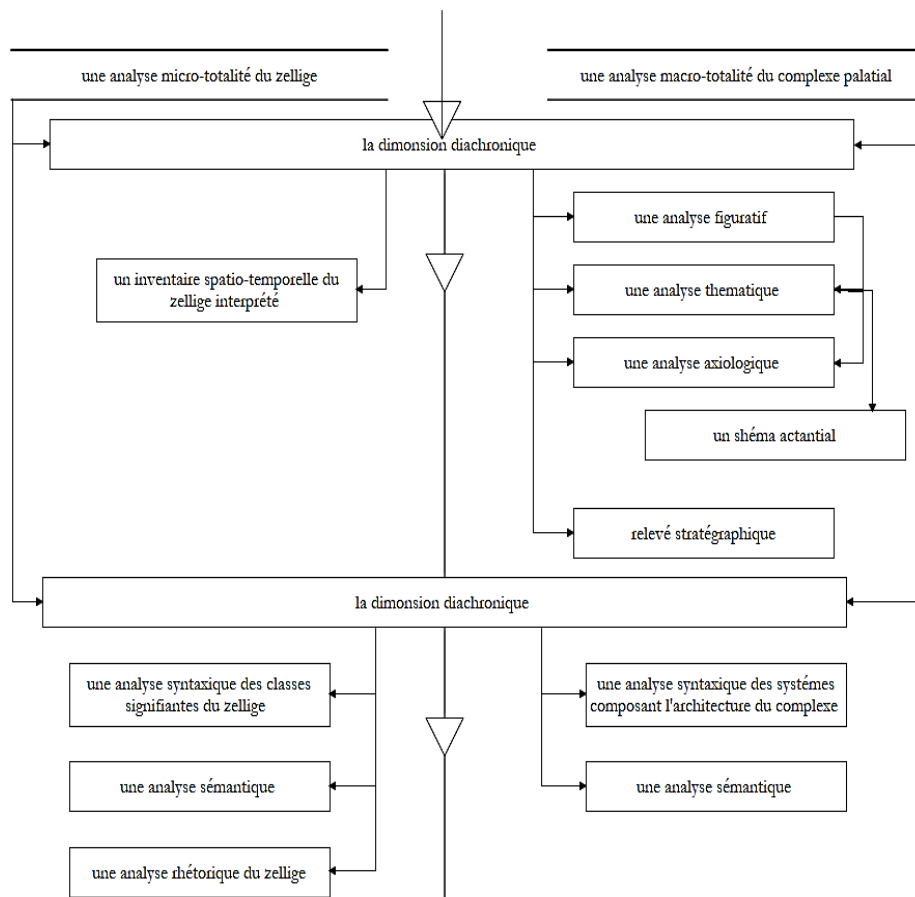 une analyse micro-totalité du zellige
une analyse macro-totalité du complexe palatial
la dimonsion diachronique
une analyse figuratif
un inventaire spatio-temporelle du
zellige interprété
une analyse thematique
une analyse axiologique
un shéma actantial
relevé stratégraphique
la dimonsion diachronique
une analyse syntaxique des classes
signifiantes du zellige
une analyse syntaxique des systémes
composant l'architecture du complexe
une analyse sémantique
une analyse sémantique
une analyse rhétorique du zellige